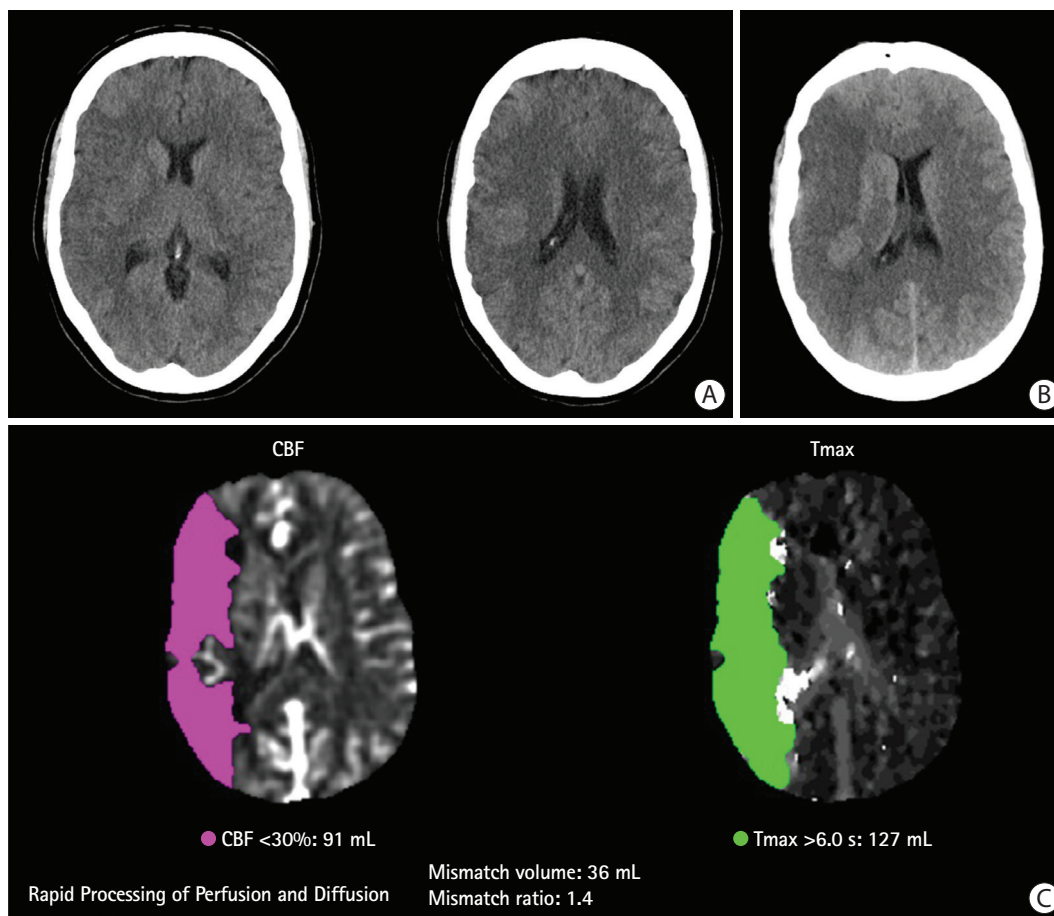 A
B
CBF
Tmax
CBF <30%: 91 mL
Tmax >6.0 s: 127 mL
Mismatch volume: 36 mL
Rapid Processing of Perfusion and Diffusion
Mismatch ratio: 1.4
C